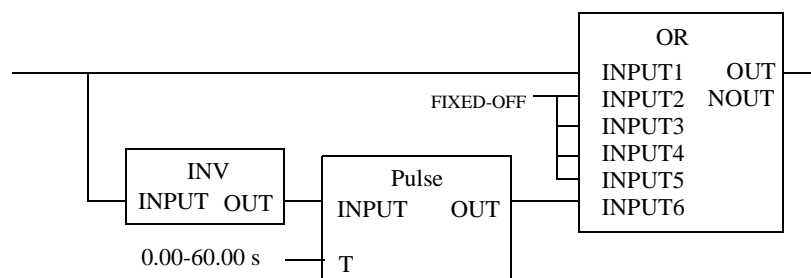 OR
INPUT1 OUT
INPUT2 NOUT
INPUT3
INPUT4
INPUT5
INPUT6
FIXED-OFF
INV
INPUT OUT
Pulse
INPUT OUT
T
0.00-60.00 s